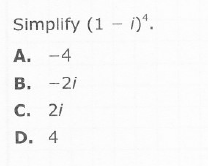 Simplify (1 – i)⁴.
A. –4
B. –2i
C. 2i
D. 4